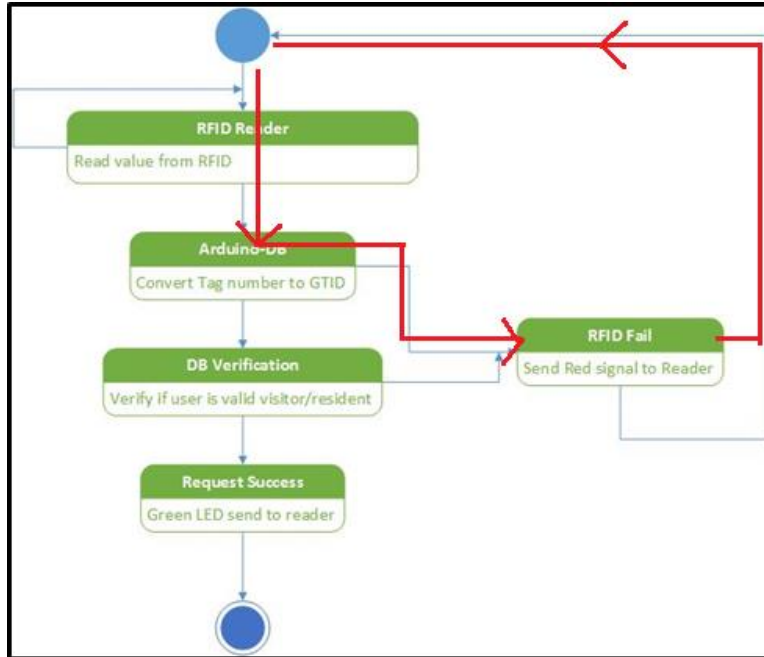 RFID Reader
Read value from RFID
Arduino-DB
Convert Tag number to GTID
RFID Fail
Send Red signal to Reader
DB Verification
Verify if user is valid visitor/resident
Request Success
Green LED send to reader